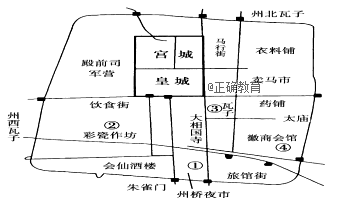 州北瓦子
宫城
马行街
衣料铺
殿前司
军营
@正确教育
皇城
卖马市
饮食街
③
瓦子
药铺
太庙
州西瓦子
②
彩瓷作坊
大相国寺
徽商会馆
④
会仙酒楼
①
旅馆街
朱雀门
州桥夜市